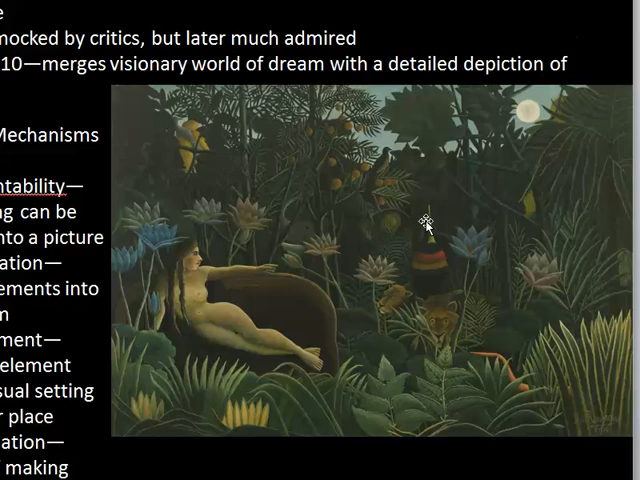 e
mocked by critics, but later much admired
10—merges visionary world of dream with a detailed depiction of
Mechanisms
ntability—
ng can be
nto a picture
ation—
ements into
m
ment—
element
sual setting
r place
ation—
f making